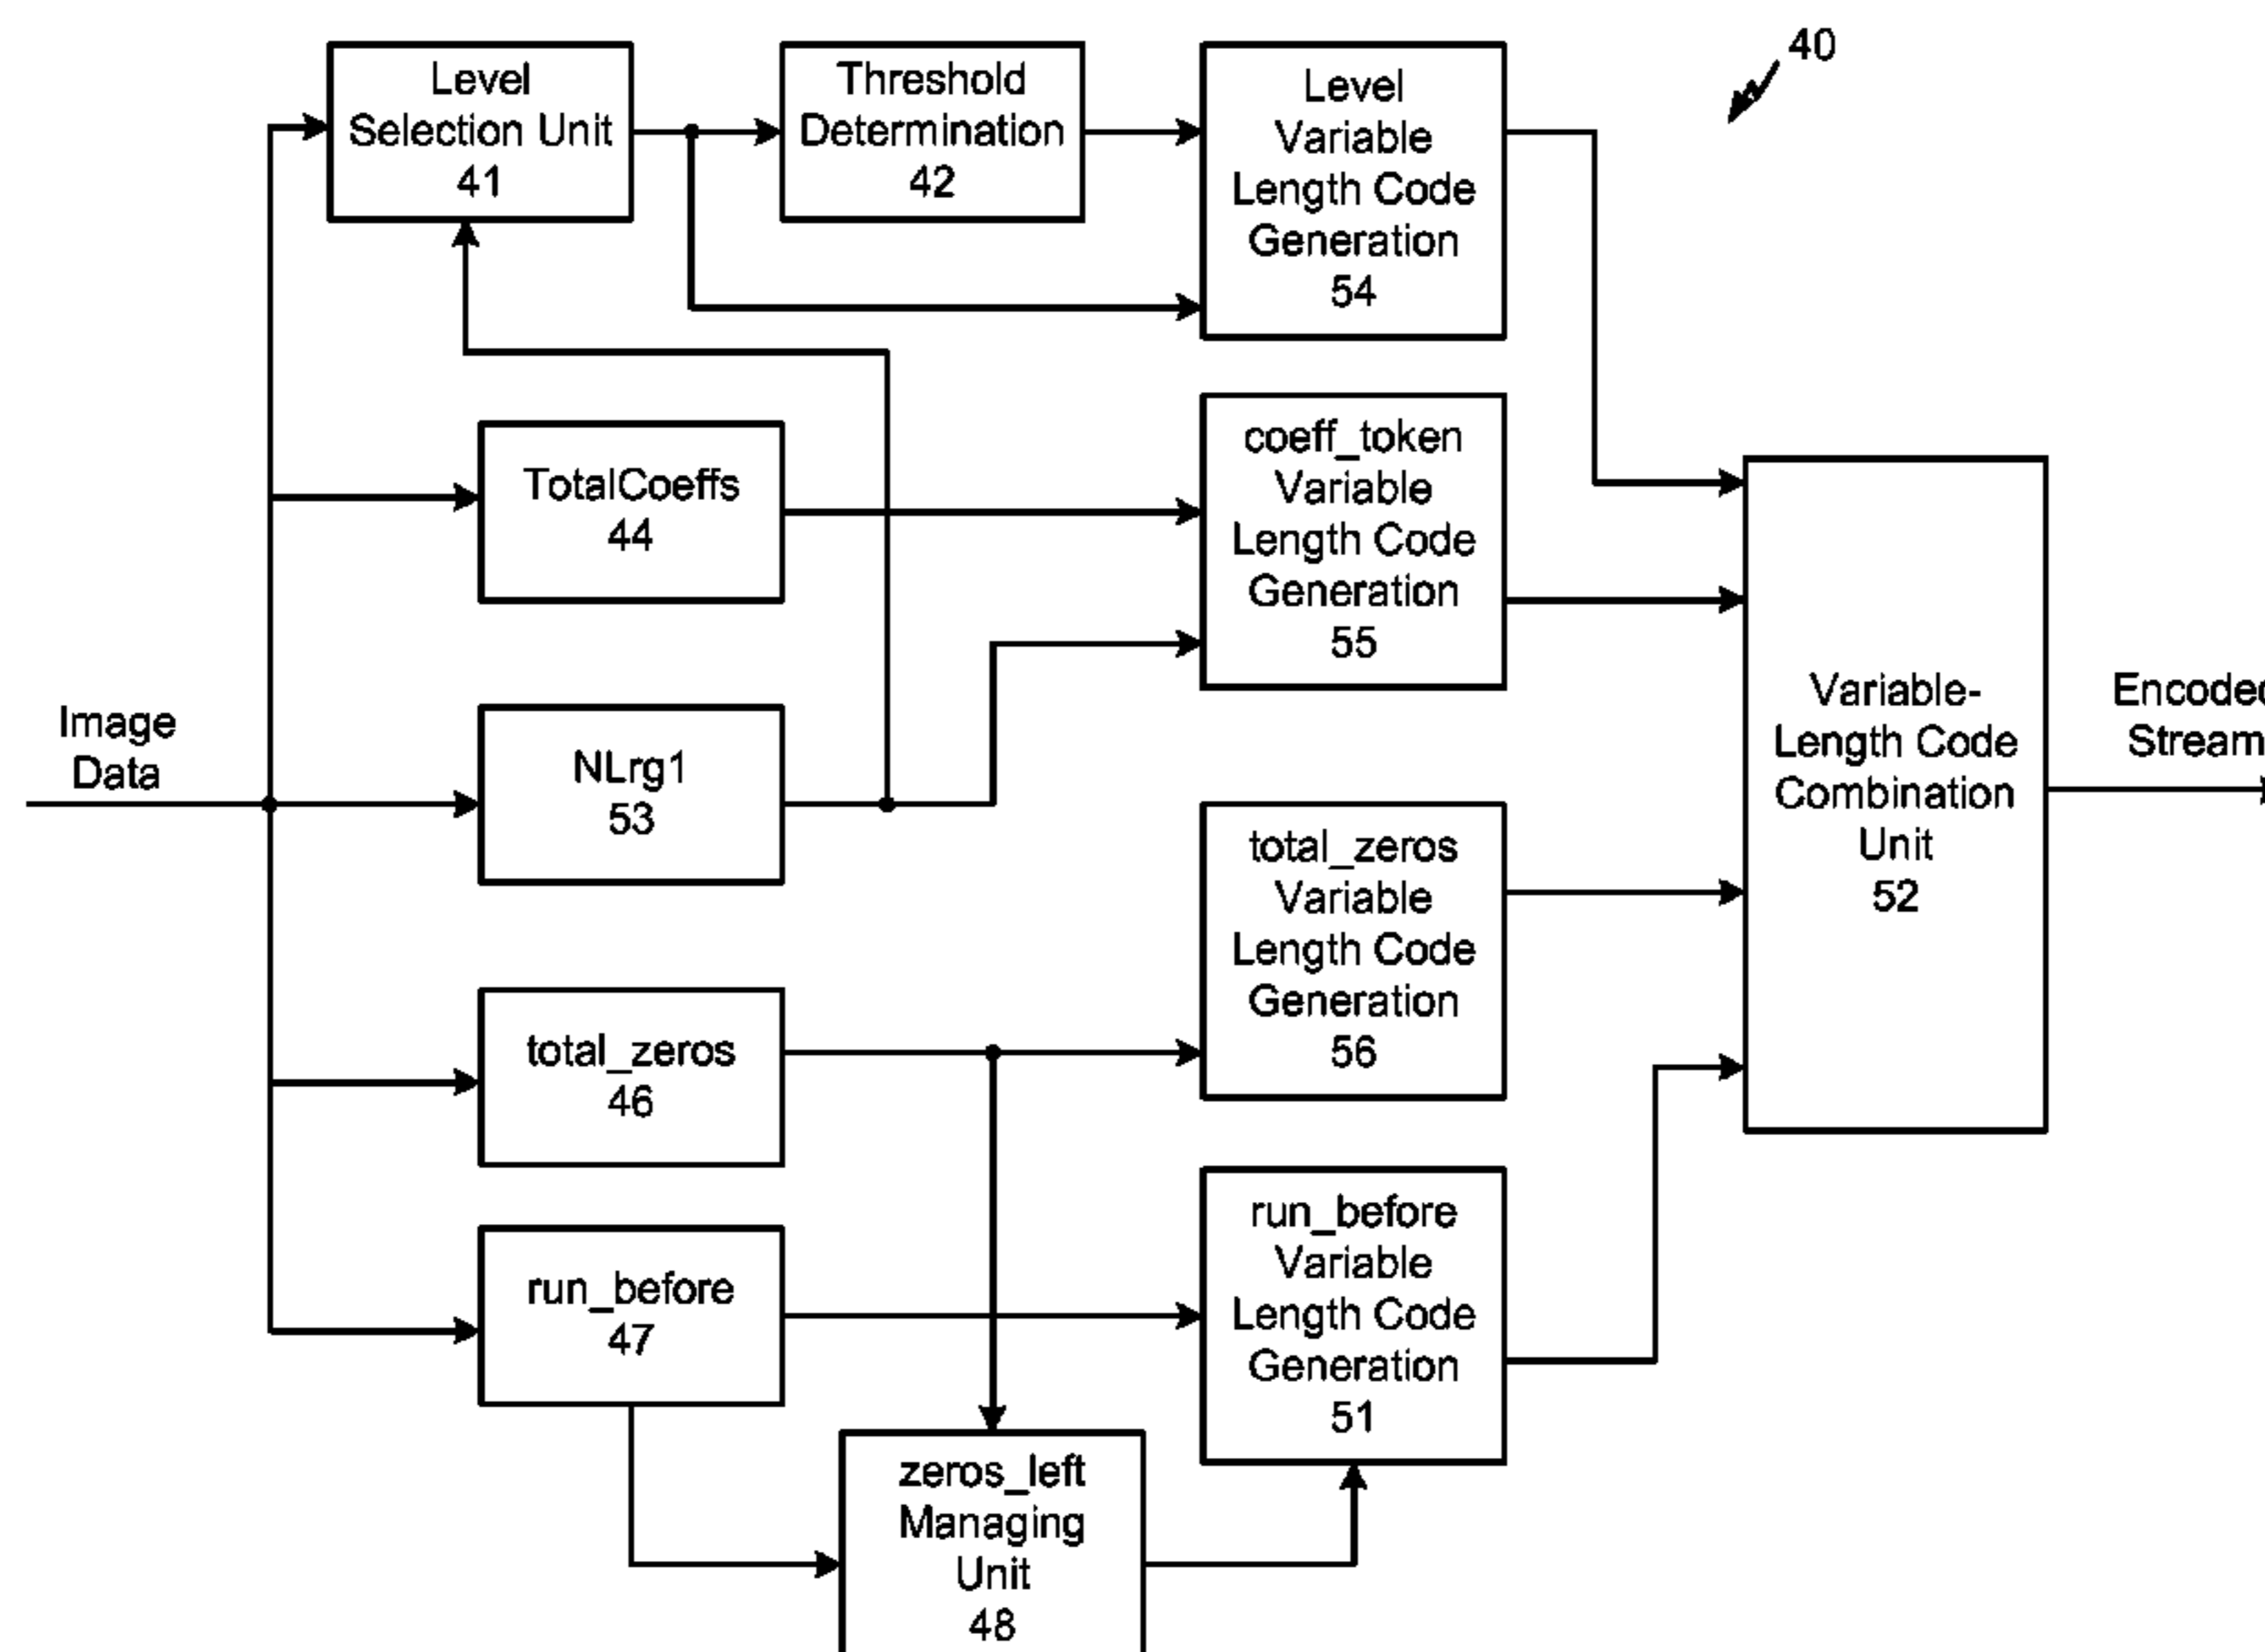 40
Level
Selection Unit
41
Threshold
Determination
42
Level
Variable
Length Code
Generation
54
TotalCoeffs
44
coeff_token
Variable
Length Code
Generation
55
Image
Data
NLrg1
53
Variable-
Length Code
Combination
Unit
52
Encoded
Stream
total_zeros
46
total_zeros
Variable
Length Code
Generation
56
run_before
47
run_before
Variable
Length Code
Generation
51
zeros_left
Managing
Unit
48